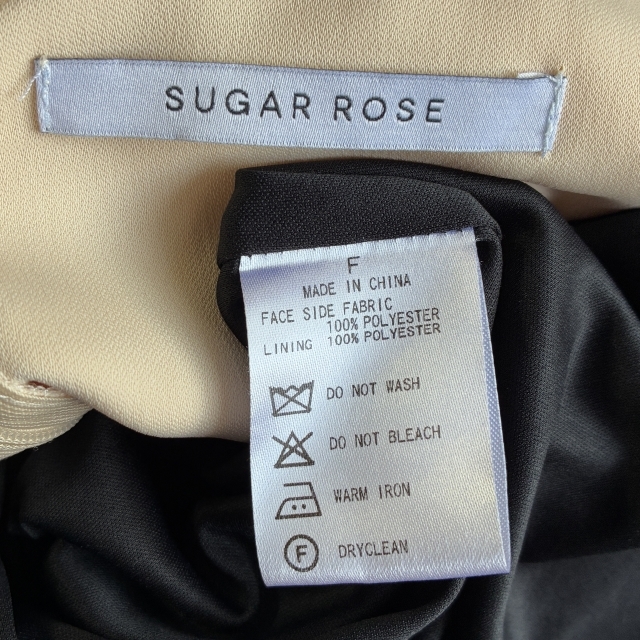 SUGAR ROSE
F
MADE IN CHINA
FACE SIDE FABRIC
100% POLYESTER
LINING 100% POLYESTER
DO NOT WASH
DO NOT BLEACH
WARM IRON
F DRYCLEAN